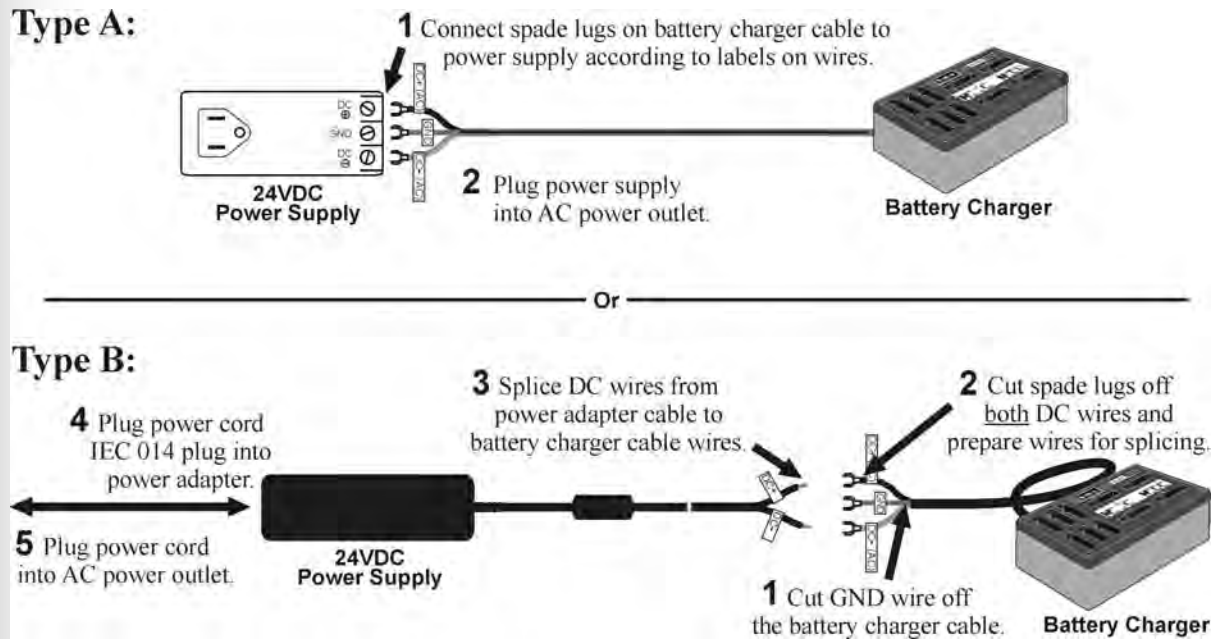 Type A:
1 Connect spade lugs on battery charger cable to
power supply according to labels on wires.
DC
GND
DC
GND
24VDC
Power Supply
2 Plug power supply
into AC power outlet.
Battery Charger
Or
Type B:
4 Plug power cord
IEC 014 plug into
power adapter.
5 Plug power cord
into AC power outlet.
24VDC
Power Supply
3 Splice DC wires from
power adapter cable to
battery charger cable wires.
2 Cut spade lugs off
both DC wires and
prepare wires for splicing.
1 Cut GND wire off
the battery charger cable.
Battery Charger